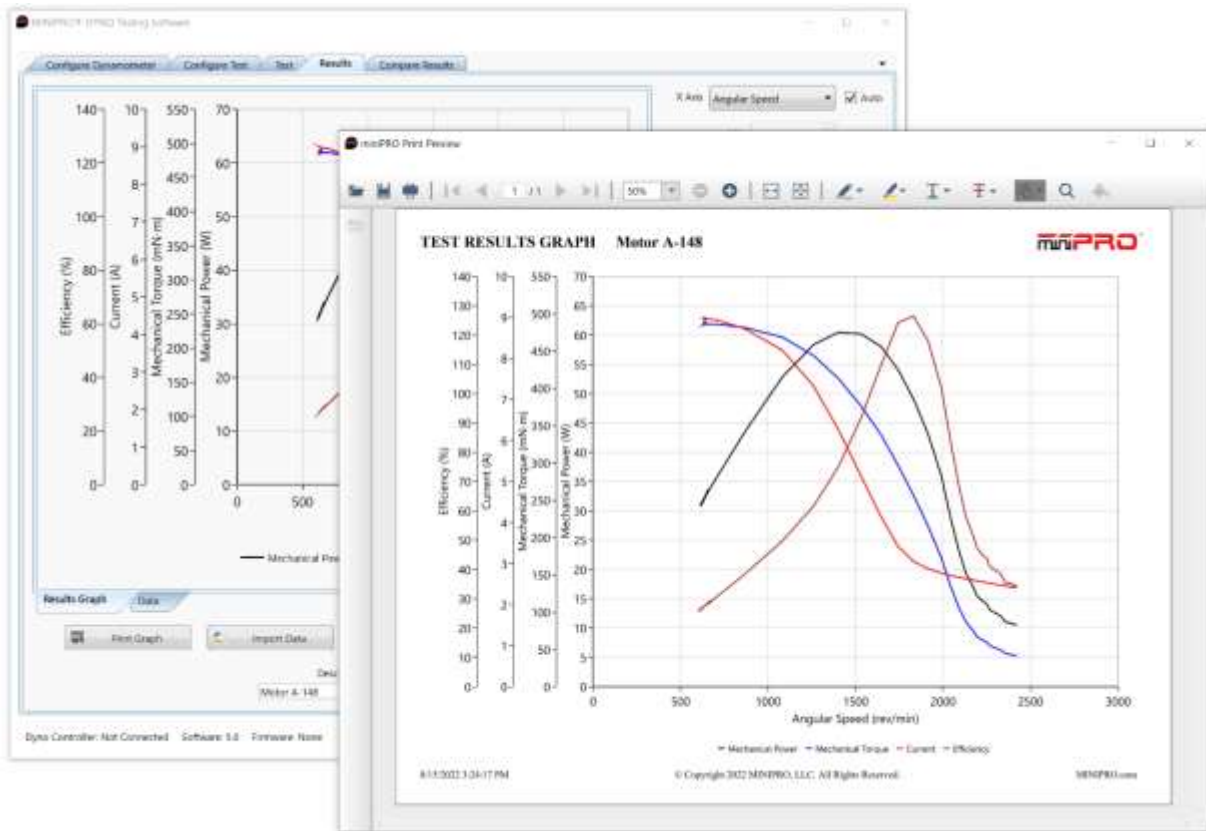 MINIPRO® DYNO Testing Software
Configure Dynamometer Configure Test Test Results Compare Results
X Axis Angular Speed Auto
140 120 100 80 60 40 20 0
Efficiency (%)
10 9 8 7 6 5 4 3 2 1 0
Current (A)
550 500 450 400 350 300 250 200 150 100 50 0
Mechanical Torque (mN·m)
70 60 50 40 30 20 10 0
Mechanical Power (W)
0 500
Mechanical Pow
Results Graph Data
Print Graph Import Data
Motor A-148
Dyno Controller: Not Connected Software: 5.0 Firmware: None
miniPRO Print Preview
1 / 1 50%
TEST RESULTS GRAPH Motor A-148
miniPRO
140 130 120 110 100 90 80 70 60 50 40 30 20 10 0
Efficiency (%)
10 9 8 7 6 5 4 3 2 1 0
Current (A)
550 500 450 400 350 300 250 200 150 100 50 0
Mechanical Torque (mN·m)
70 65 60 55 50 45 40 35 30 25 20 15 10 5 0
Mechanical Power (W)
0 500 1000 1500 2000 2500 3000
Angular Speed (rev/min)
Mechanical Power Mechanical Torque Current Efficiency
8/15/2022 3:24:17 PM © Copyright 2022 MINIPRO, LLC. All Rights Reserved. MINIPRO.com